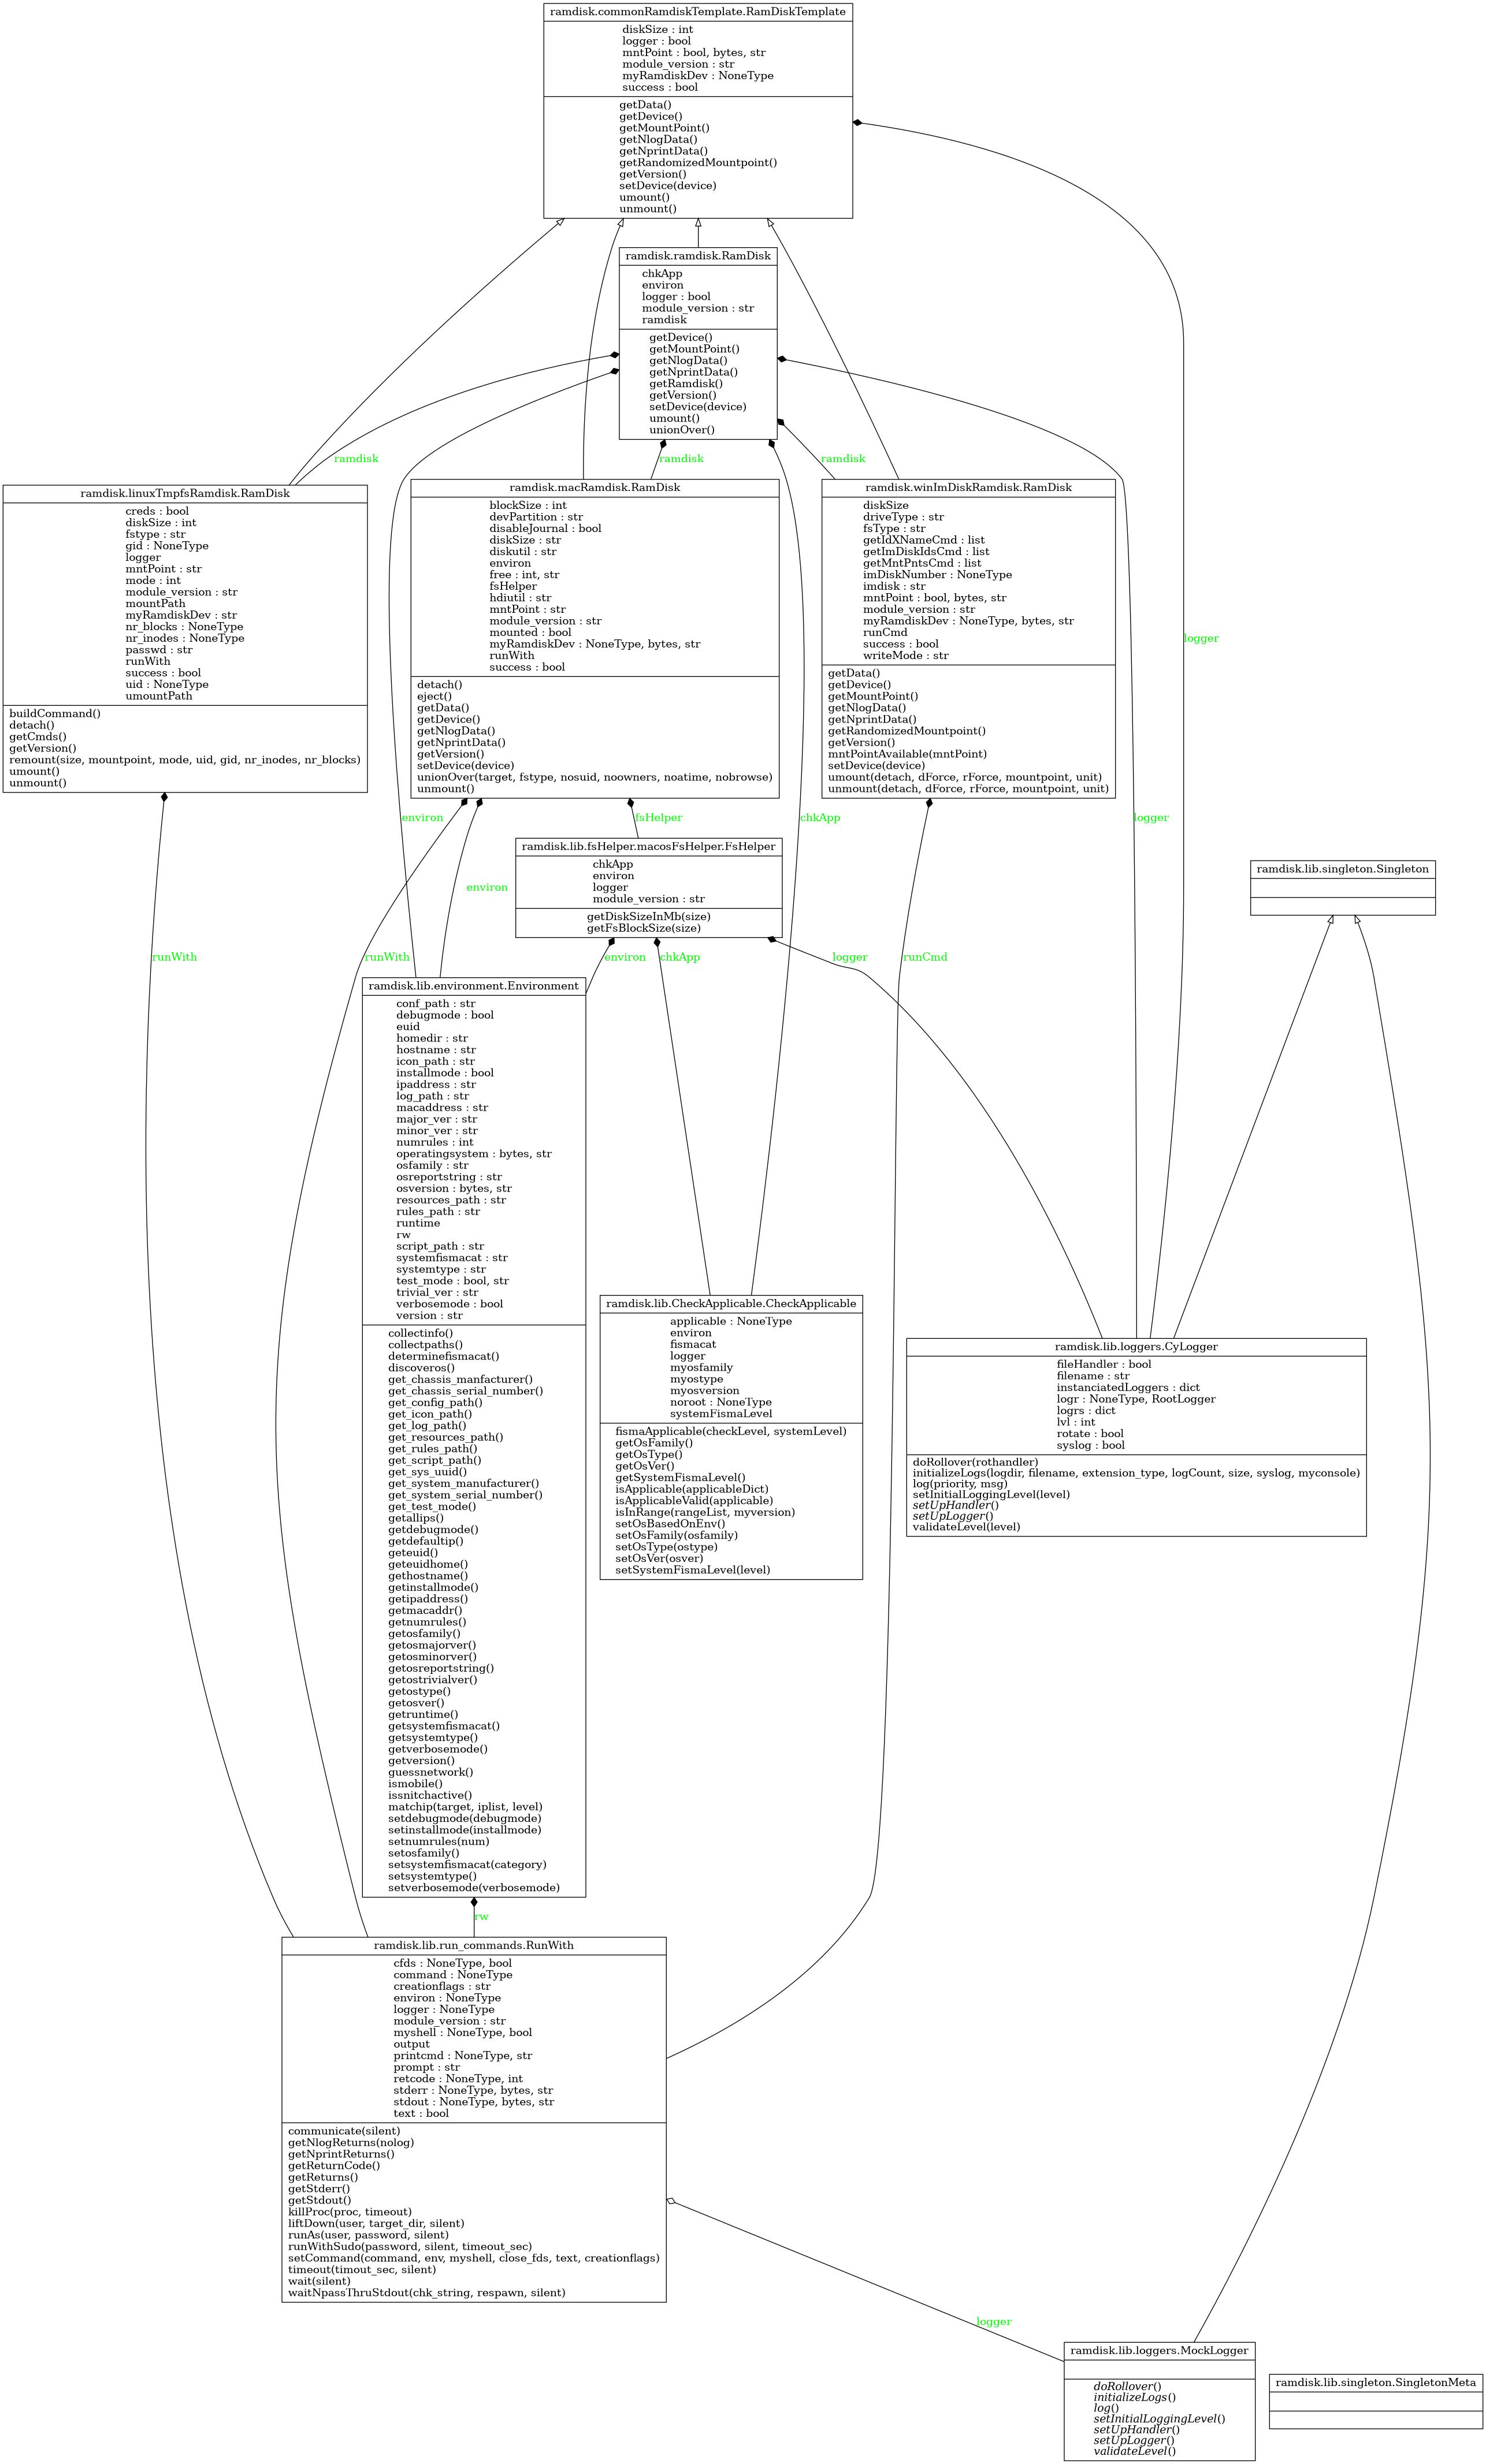 ramdisk.commonRamdiskTemplate.RamDiskTemplate
diskSize : int
logger : bool
mntPoint : bool, bytes, str
module_version : str
myRamdiskDev : NoneType
success : bool
getData()
getDevice()
getMountPoint()
getNlogData()
getNprintData()
getRandomizedMountpoint()
getVersion()
setDevice(device)
umount()
unmount()
ramdisk.ramdisk.RamDisk
chkApp
environ
logger : bool
module_version : str
ramdisk
getDevice()
getMountPoint()
getNlogData()
getNprintData()
getRamdisk()
getVersion()
setDevice(device)
umount()
unionOver()
ramdisk
ramdisk
ramdisk
logger
ramdisk.linuxTmpfsRamdisk.RamDisk
creds : bool
diskSize : int
fstype : str
gid : NoneType
logger
mntPoint : str
mode : int
module_version : str
mountPath
myRamdiskDev : str
nr_blocks : NoneType
nr_inodes : NoneType
passwd : str
runWith
success : bool
uid : NoneType
umountPath
buildCommand()
detach()
getCmds()
getVersion()
remount(size, mountpoint, mode, uid, gid, nr_inodes, nr_blocks)
umount()
unmount()
ramdisk.macRamdisk.RamDisk
blockSize : int
devPartition : str
disableJournal : bool
diskSize : str
diskutil : str
environ
free : int, str
fsHelper
hdiutil : str
mntPoint : str
module_version : str
mounted : bool
myRamdiskDev : NoneType, bytes, str
runWith
success : bool
detach()
eject()
getData()
getDevice()
getNlogData()
getNprintData()
getVersion()
setDevice(device)
unionOver(target, fstype, nosuid, noowners, noatime, nobrowse)
unmount()
ramdisk.winImDiskRamdisk.RamDisk
diskSize
driveType : str
fsType : str
getIdXNameCmd : list
getImDiskIdsCmd : list
getMntPntsCmd : list
imDiskNumber : NoneType
imdisk : str
mntPoint : bool, bytes, str
module_version : str
myRamdiskDev : NoneType, bytes, str
runCmd
success : bool
writeMode : str
getData()
getDevice()
getMountPoint()
getNlogData()
getNprintData()
getRandomizedMountpoint()
getVersion()
mntPointAvailable(mntPoint)
setDevice(device)
umount(detach, dForce, rForce, mountpoint, unit)
unmount(detach, dForce, rForce, mountpoint, unit)
environ
fsHelper
chkApp
logger
environ
ramdisk.lib.fsHelper.macosFsHelper.FsHelper
chkApp
environ
logger
module_version : str
getDiskSizeInMb(size)
getFsBlockSize(size)
ramdisk.lib.singleton.Singleton
runWith
runWith
environ
chkApp
logger
runCmd
ramdisk.lib.environment.Environment
conf_path : str
debugmode : bool
euid
homedir : str
hostname : str
icon_path : str
installmode : bool
ipaddress : str
log_path : str
macaddress : str
major_ver : str
minor_ver : str
numrules : int
operatingsystem : bytes, str
osfamily : str
osreportstring : str
osversion : bytes, str
resources_path : str
rules_path : str
runtime
rw
script_path : str
systemfismacat : str
systemtype : str
test_mode : bool, str
trivial_ver : str
verbosemode : bool
version : str
collectinfo()
collectpaths()
determinefismacat()
discoveros()
get_chassis_manfacturer()
get_chassis_serial_number()
get_config_path()
get_icon_path()
get_log_path()
get_resources_path()
get_rules_path()
get_script_path()
get_sys_uuid()
get_system_manufacturer()
get_system_serial_number()
get_test_mode()
getallips()
getdebugmode()
getdefaultip()
geteuid()
geteuidhome()
gethostname()
getinstallmode()
getipaddress()
getmacaddr()
getnumrules()
getosfamily()
getosmajorver()
getosminorver()
getosreportstring()
getostrivialver()
getostype()
getosver()
getruntime()
getsystemfismacat()
getsystemtype()
getverbosemode()
getversion()
guessnetwork()
ismobile()
issnitchactive()
matchip(target, iplist, level)
setdebugmode(debugmode)
setinstallmode(installmode)
setnumrules(num)
setosfamily()
setsystemfismacat(category)
setsystemtype()
setverbosemode(verbosemode)
ramdisk.lib.CheckApplicable.CheckApplicable
applicable : NoneType
environ
fismacat
logger
myosfamily
myostype
myosversion
noroot : NoneType
systemFismaLevel
fismaApplicable(checkLevel, systemLevel)
getOsFamily()
getOsType()
getOsVer()
getSystemFismaLevel()
isApplicable(applicableDict)
isApplicableValid(applicable)
isInRange(rangeList, myversion)
setOsBasedOnEnv()
setOsFamily(osfamily)
setOsType(ostype)
setOsVer(osver)
setSystemFismaLevel(level)
ramdisk.lib.loggers.CyLogger
fileHandler : bool
filename : str
instanciatedLoggers : dict
logr : NoneType, RootLogger
logrs : dict
lvl : int
rotate : bool
syslog : bool
doRollover(rothandler)
initializeLogs(logdir, filename, extension_type, logCount, size, syslog, myconsole)
log(priority, msg)
setInitialLoggingLevel(level)
setUpHandler()
setUpLogger()
validateLevel(level)
rw
ramdisk.lib.run_commands.RunWith
cfds : NoneType, bool
command : NoneType
creationflags : str
environ : NoneType
logger : NoneType
module_version : str
myshell : NoneType, bool
output
printcmd : NoneType, str
prompt : str
retcode : NoneType, int
stderr : NoneType, bytes, str
stdout : NoneType, bytes, str
text : bool
communicate(silent)
getNlogReturns(nolog)
getNprintReturns()
getReturnCode()
getReturns()
getStderr()
getStdout()
killProc(proc, timeout)
liftDown(user, target_dir, silent)
runAs(user, password, silent)
runWithSudo(password, silent, timeout_sec)
setCommand(command, env, myshell, close_fds, text, creationflags)
timeout(timout_sec, silent)
wait(silent)
waitNpassThruStdout(chk_string, respawn, silent)
logger
ramdisk.lib.loggers.MockLogger
doRollover()
initializeLogs()
log()
setInitialLoggingLevel()
setUpHandler()
setUpLogger()
validateLevel()
ramdisk.lib.singleton.SingletonMeta